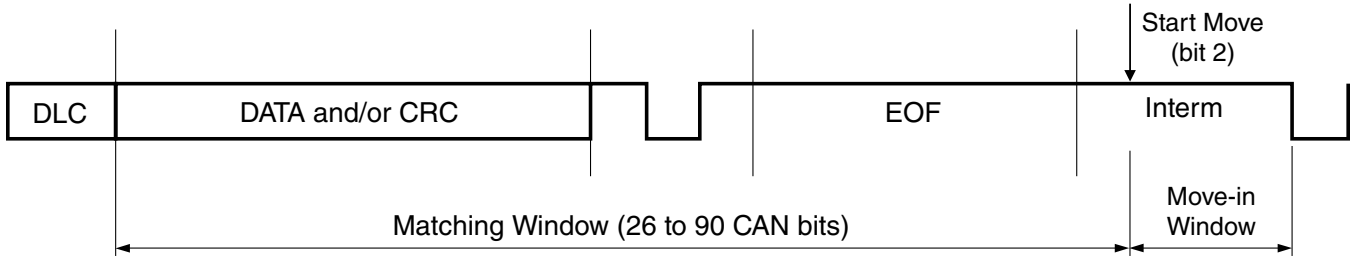 Start Move
(bit 2)
DLC
DATA and/or CRC
EOF
Interm
Matching Window (26 to 90 CAN bits)
Move-in
Window